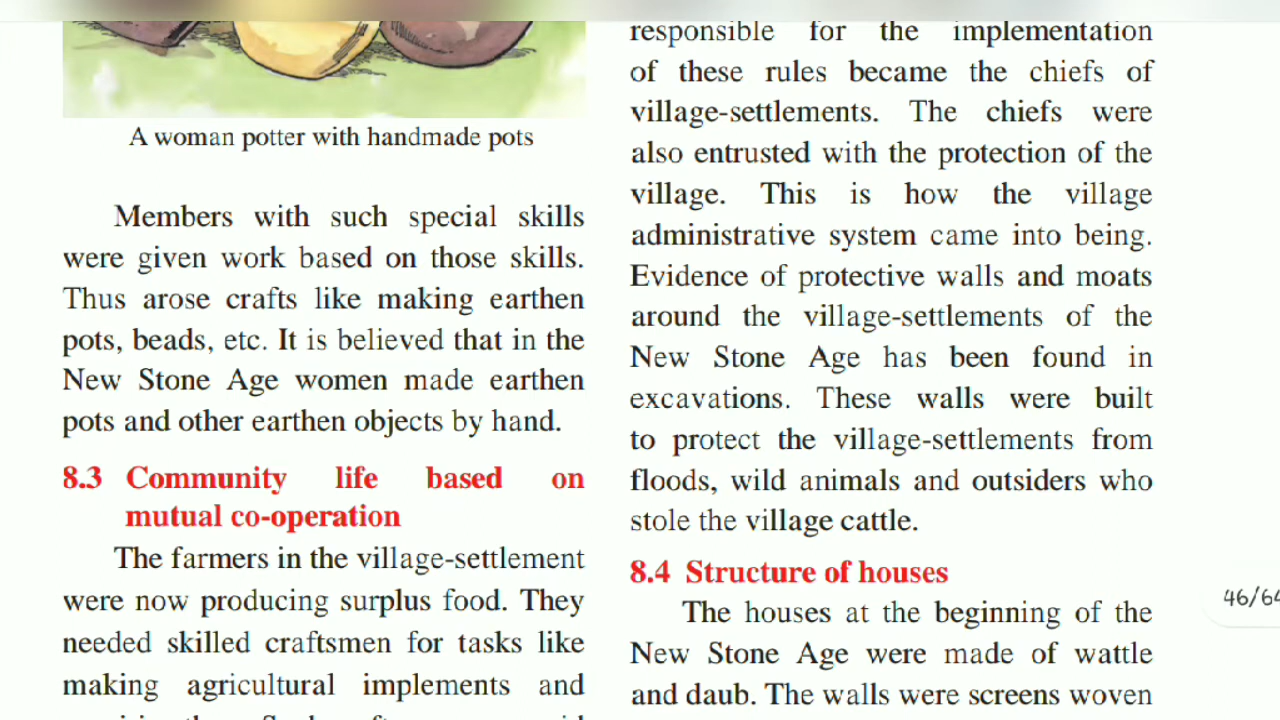 A woman potter with handmade pots
Members with such special skills
were given work based on those skills.
Thus arose crafts like making earthen
pots, beads, etc. It is believed that in the
New Stone Age women made earthen
pots and other earthen objects by hand.
8.3 Community life based on
mutual co-operation
The farmers in the village-settlement
were now producing surplus food. They
needed skilled craftsmen for tasks like
making agricultural implements and
responsible for the implementation
of these rules became the chiefs of
village-settlements. The chiefs were
also entrusted with the protection of the
village. This is how the village
administrative system came into being.
Evidence of protective walls and moats
around the village-settlements of the
New Stone Age has been found in
excavations. These walls were built
to protect the village-settlements from
floods, wild animals and outsiders who
stole the village cattle.
8.4 Structure of houses
The houses at the beginning of the
New Stone Age were made of wattle
and daub. The walls were screens woven
46/64